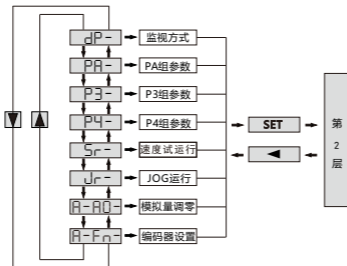 dP- 监视方式
PA- PA组参数
P3- P3组参数
P4- P4组参数
Sr- 速度试运行
Jr- JOG运行
A-A0- 模拟量调零
A-Fn- 编码器设置
SET
第2层